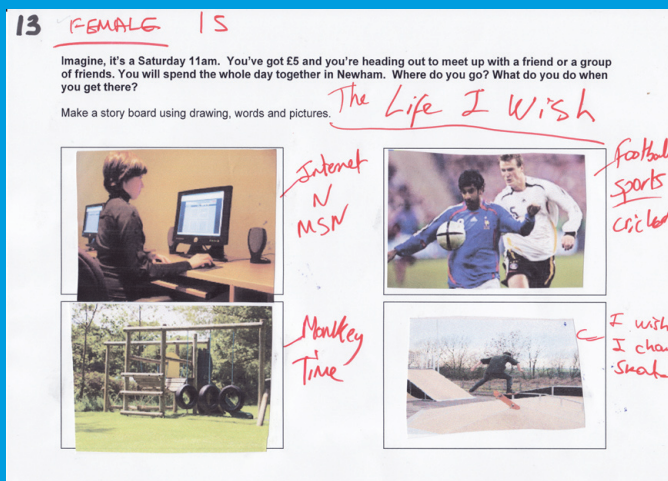 13 FEMALE 15
Imagine, it's a Saturday 11am. You've got £5 and you're heading out to meet up with a friend or a group
of friends. You will spend the whole day together in Newham. Where do you go? What do you do when
you get there?
Make a story board using drawing, words and pictures.
The Life I Wish
Internet
N
MSN
football
sports
cricket
Monkey
Time
I wish
I